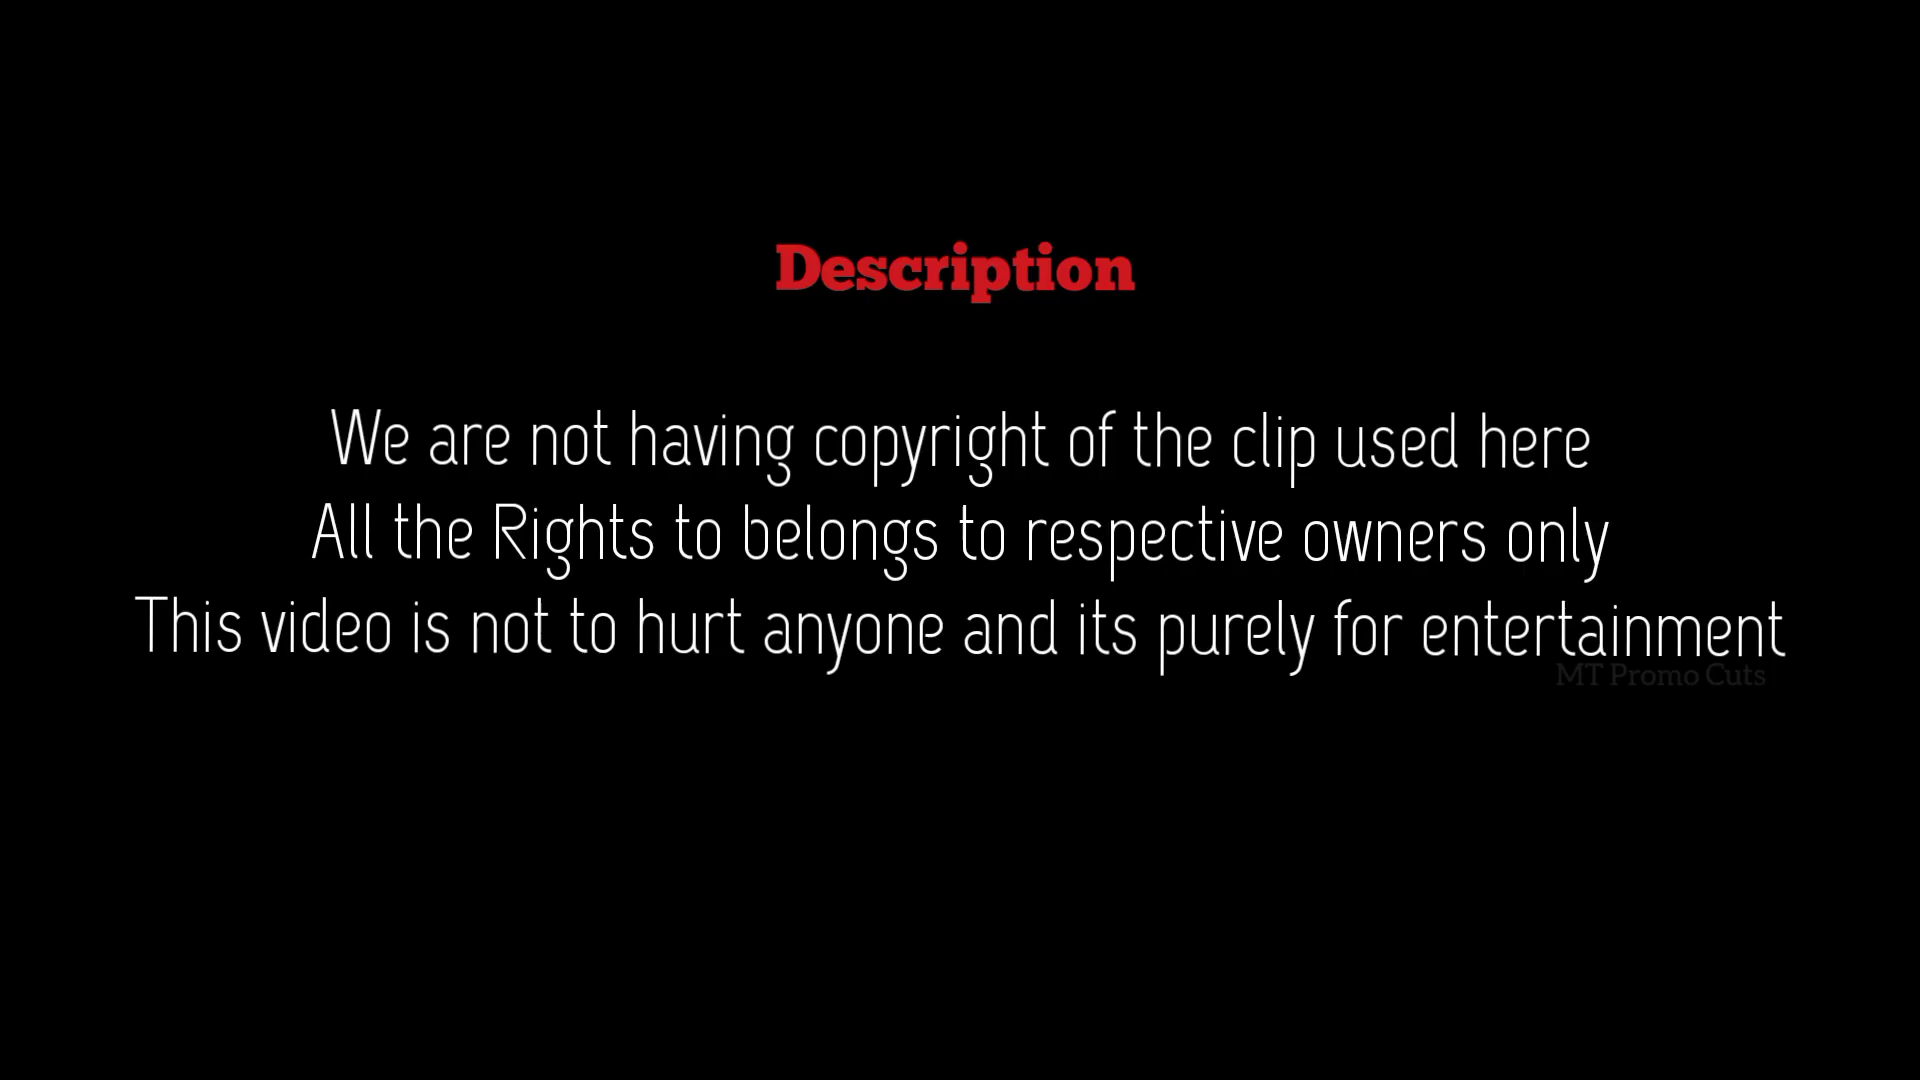 Description
We are not having copyright of the clip used here
All the Rights to belongs to respective owners only
This video is not to hurt anyone and its purely for entertainment
MT Promo Cuts